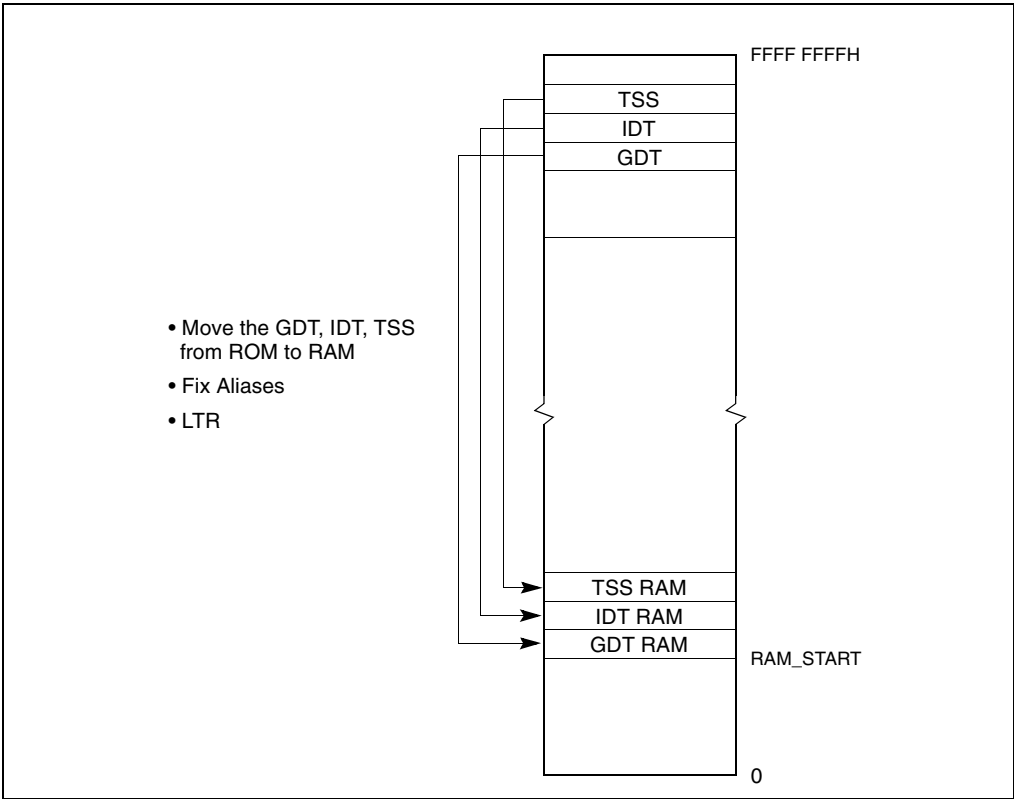 FFFF FFFFH
TSS
IDT
GDT
• Move the GDT, IDT, TSS
from ROM to RAM
• Fix Aliases
• LTR
TSS RAM
IDT RAM
GDT RAM
RAM_START
0